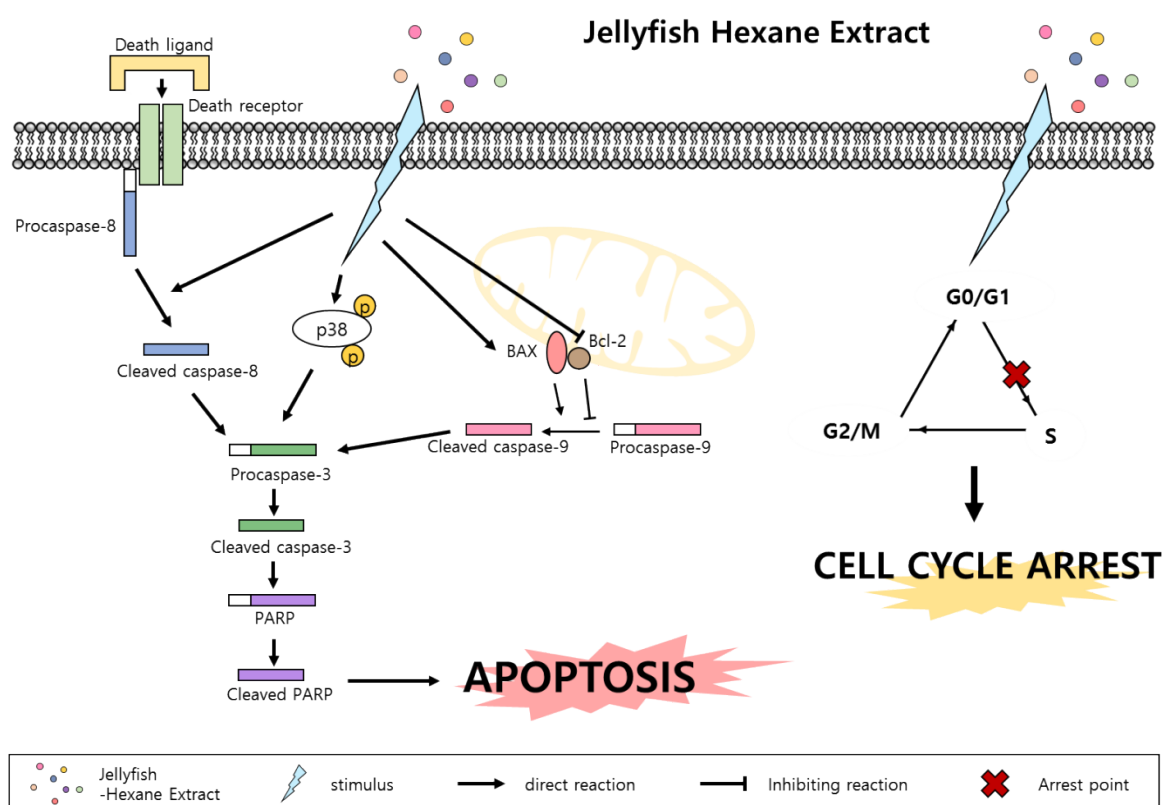 Jellyfish Hexane Extract
Death ligand
Death receptor
Procaspase-8
p
p38
p
BAX
Bcl-2
Cleaved caspase-8
Cleaved caspase-9
Procaspase-9
Procaspase-3
Cleaved caspase-3
PARP
Cleaved PARP
APOPTOSIS
G0/G1
G2/M
S
CELL CYCLE ARREST
Jellyfish
-Hexane Extract
stimulus
direct reaction
Inhibiting reaction
Arrest point